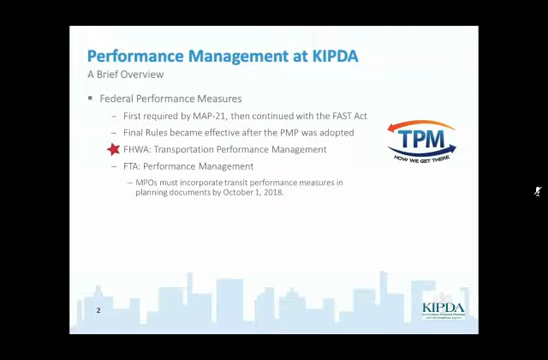 Performance Management at KIPDA
A Brief Overview
Federal Performance Measures
– First required by MAP-21, then continued with the FAST Act
– Final Rules became effective after the PMP was adopted
FHWA: Transportation Performance Management
– FTA: Performance Management
– MPOs must incorporate transit performance measures in
planning documents by October 1, 2018.
TPM
HOW WE GET THERE
2
KIPDA